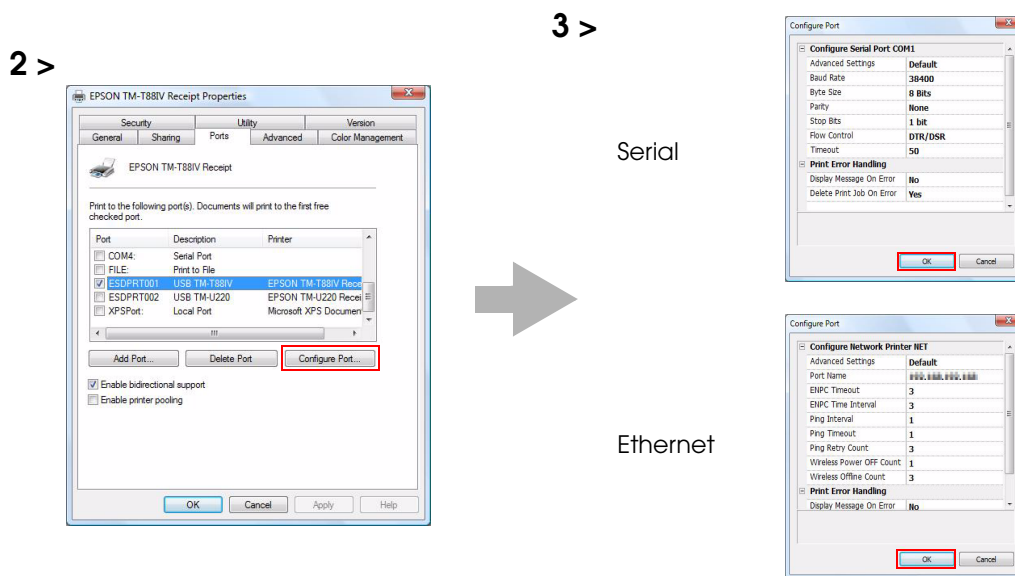 2 >
EPSON TM-T88IV Receipt Properties
Security Utility Version
General Sharing Ports Advanced Color Management
EPSON TM-T88IV Receipt
Print to the following port(s). Documents will print to the first free
checked port.
Port Description Printer
COM4: Serial Port
FILE: Print to File
ESDPRT001 USB TM-T88IV EPSON TM-T88IV Rece
ESDPRT002 USB TM-U220 EPSON TM-U220 Recei
XPSPort: Local Port Microsoft XPS Documen
Add Port... Delete Port Configure Port...
Enable bidirectional support
Enable printer pooling
OK Cancel Apply Help
3 >
Serial
Configure Port
Configure Serial Port COM1
Advanced Settings Default
Baud Rate 38400
Byte Size 8 Bits
Parity None
Stop Bits 1 bit
Flow Control DTR/DSR
Timeout 50
Print Error Handling
Display Message On Error No
Delete Print Job On Error Yes
OK Cancel
Ethernet
Configure Port
Configure Network Printer NET
Advanced Settings Default
Port Name
ENPC Timeout 3
ENPC Time Interval 3
Ping Interval 1
Ping Timeout 1
Ping Retry Count 3
Wireless Power OFF Count 1
Wireless Offline Count 3
Print Error Handling
Display Message On Error No
OK Cancel